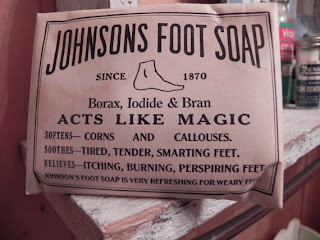 JOHNSONS FOOT SOAP
SINCE 1870
Borax, Iodide & Bran
ACTS LIKE MAGIC
SOFTENS— CORNS AND CALLOUSES.
SOOTHES—TIRED, TENDER, SMARTING FEET.
RELIEVES—ITCHING, BURNING, PERSPIRING FEET
JOHNSON'S FOOT SOAP IS VERY REFRESHING FOR WEARY FEET